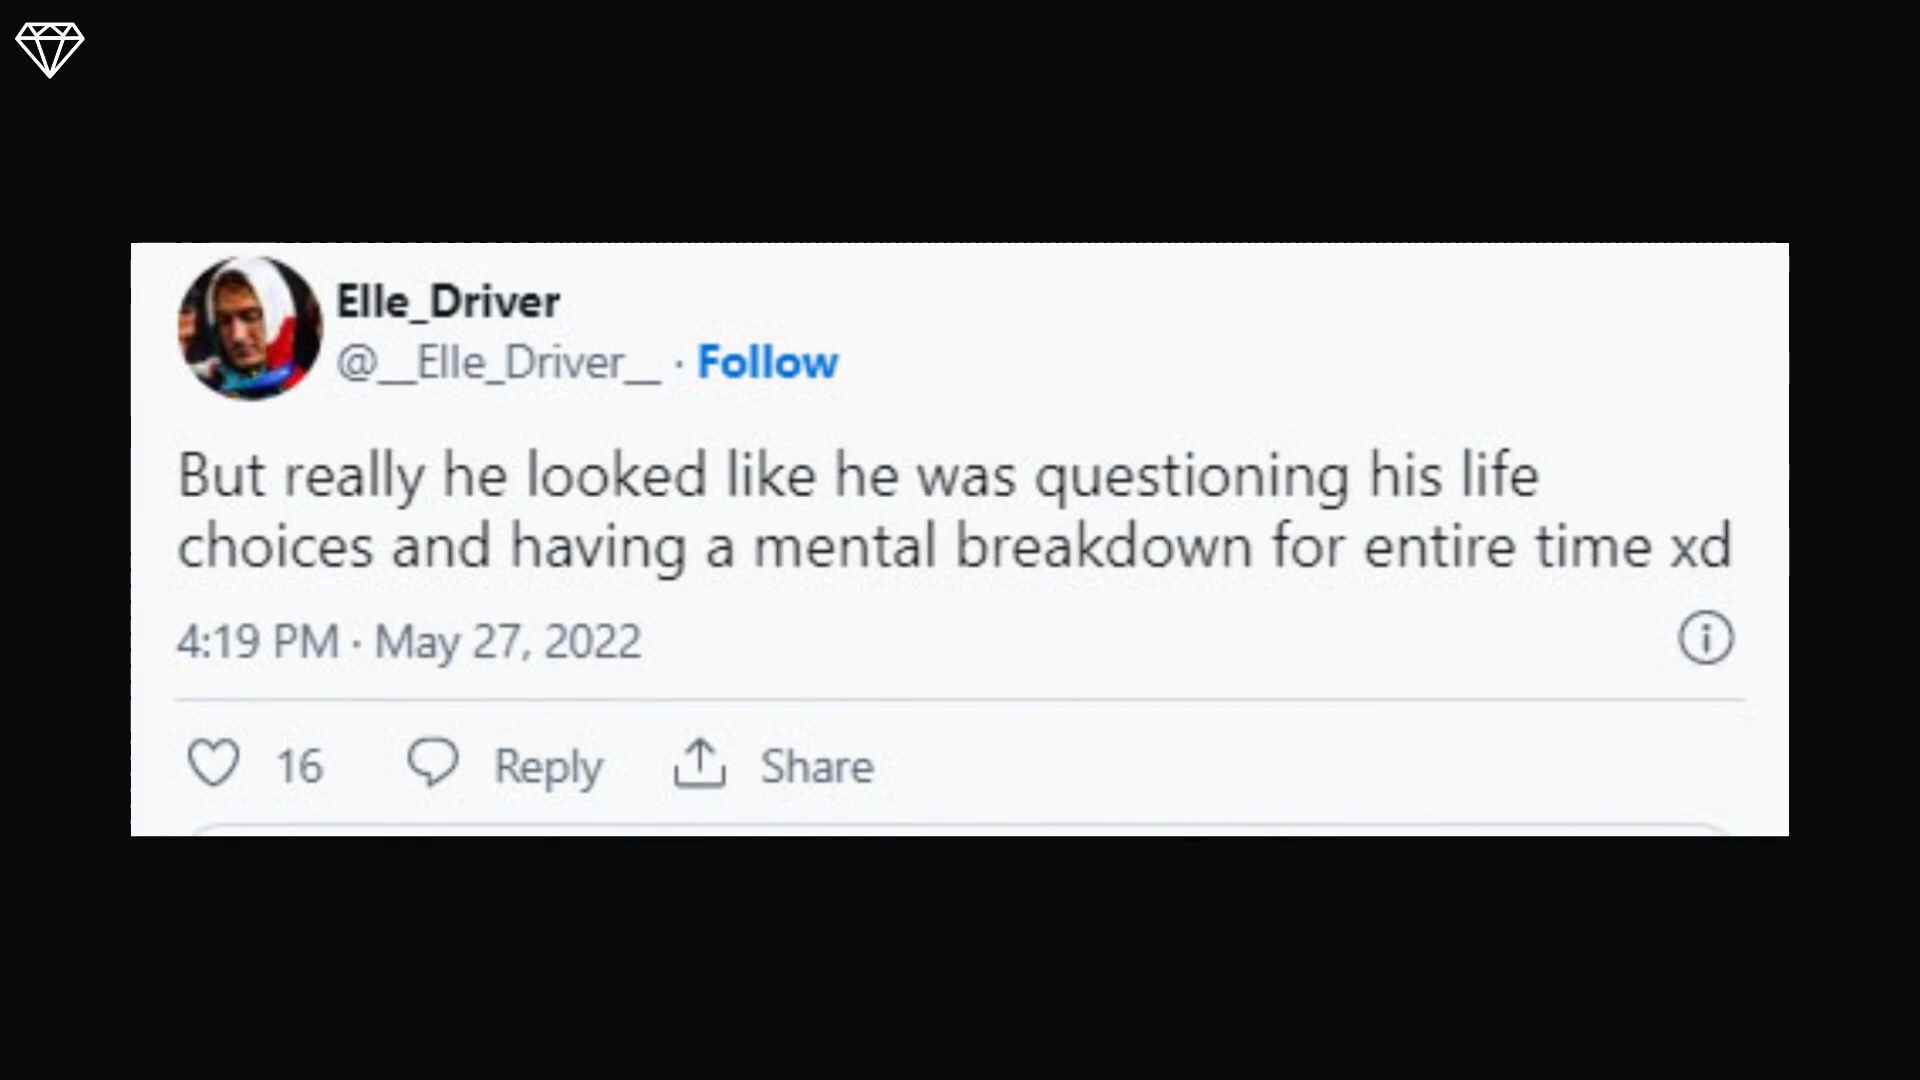 Elle_Driver
@__Elle_Driver__ · Follow
But really he looked like he was questioning his life
choices and having a mental breakdown for entire time xd
4:19 PM · May 27, 2022
16 Reply Share